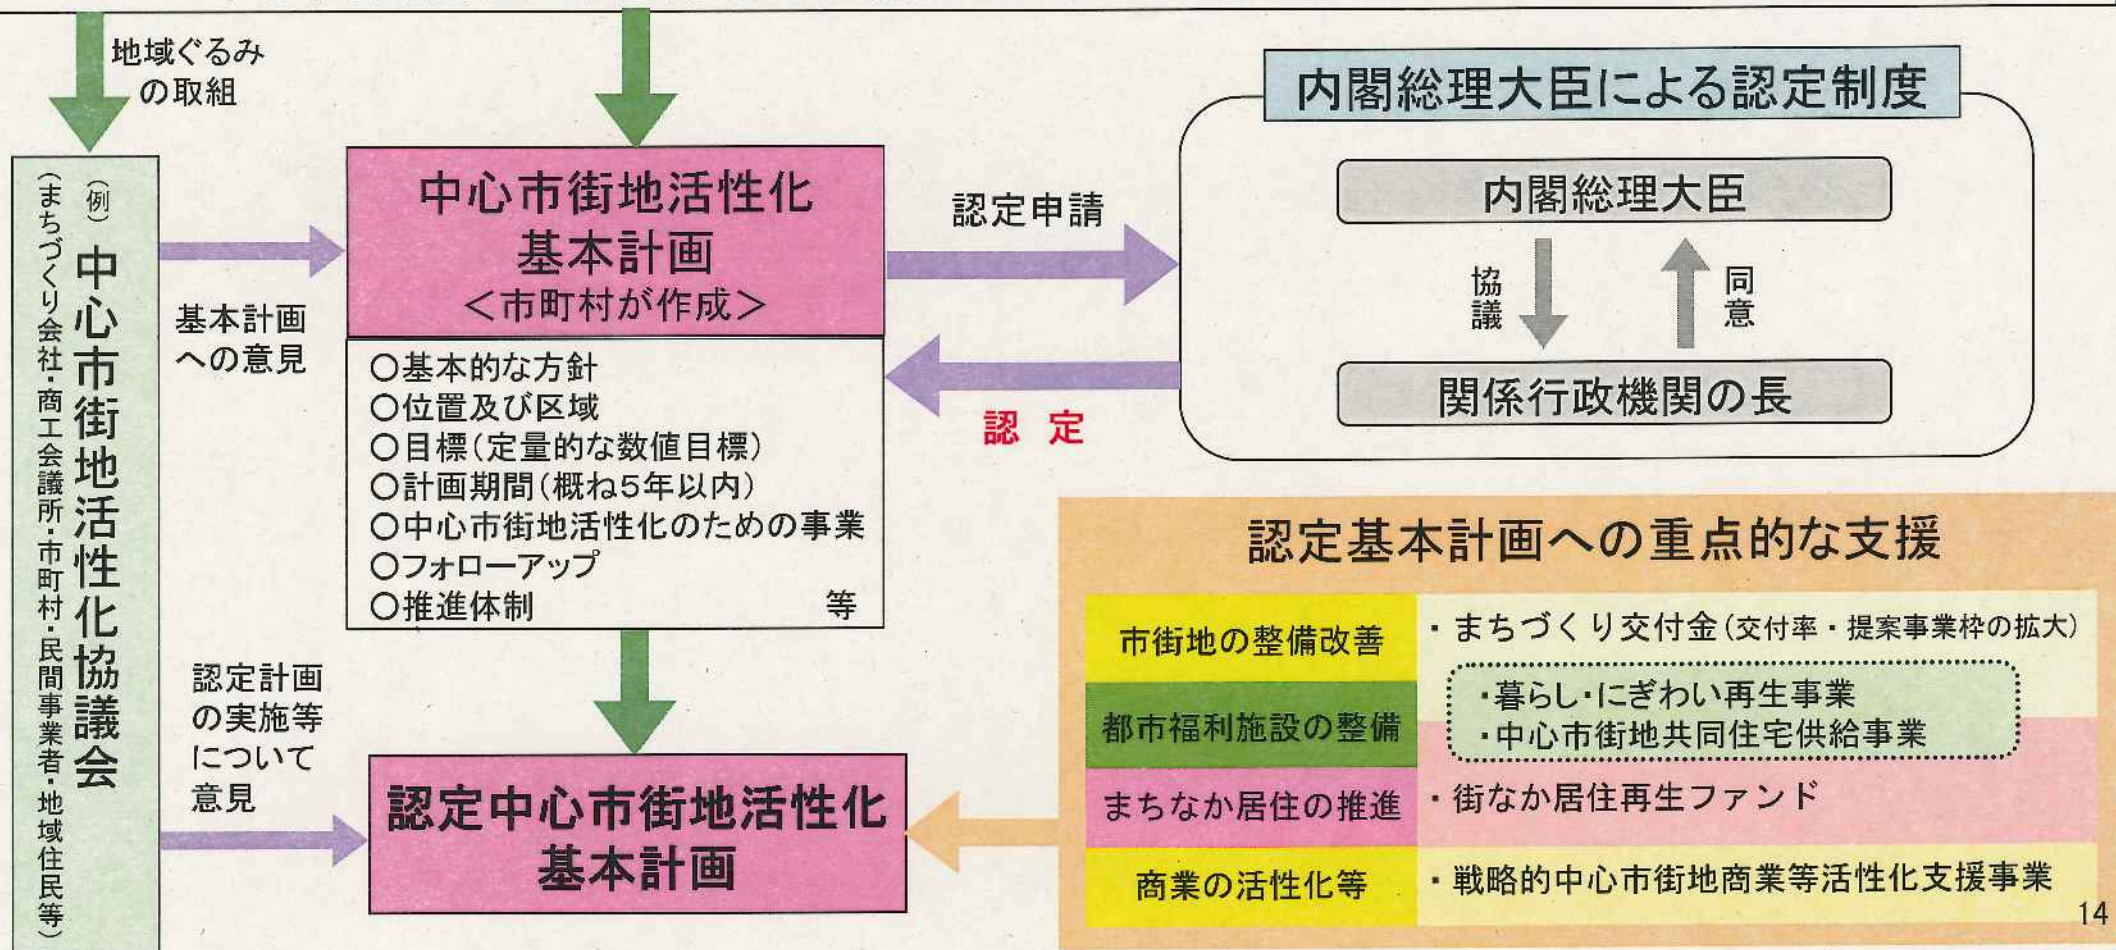 地域ぐるみ
の取組
中心市街地活性化協議会
（例）
（まちづくり会社・商工会議所・市町村・民間事業者・地域住民等）
基本計画
への意見
認定計画
の実施等
について
意見
中心市街地活性化
基本計画
＜市町村が作成＞
○基本的な方針
○位置及び区域
○目標（定量的な数値目標）
○計画期間（概ね5年以内）
○中心市街地活性化のための事業
○フォローアップ
○推進体制　等
認定中心市街地活性化
基本計画
認定申請
認定
内閣総理大臣による認定制度
内閣総理大臣
協議
同意
関係行政機関の長
認定基本計画への重点的な支援
市街地の整備改善
・まちづくり交付金（交付率・提案事業枠の拡大）
・暮らし・にぎわい再生事業
都市福利施設の整備
・中心市街地共同住宅供給事業
まちなか居住の推進
・街なか居住再生ファンド
商業の活性化等
・戦略的中心市街地商業等活性化支援事業
14